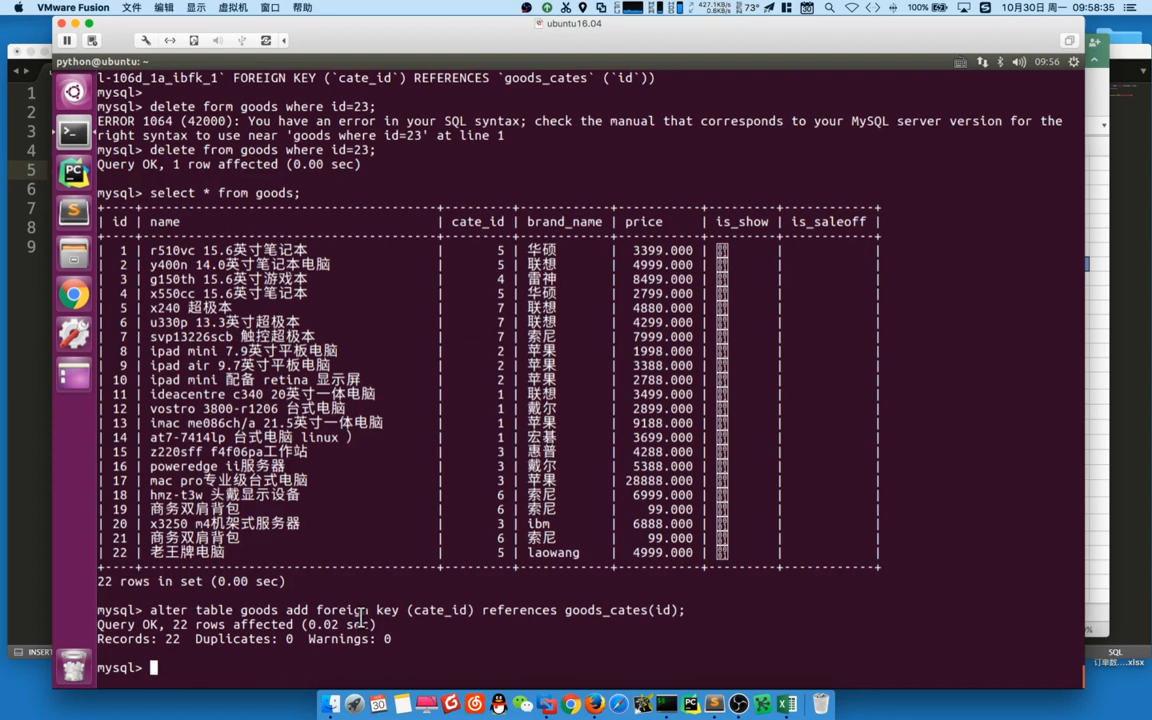 VMware Fusion 文件 编辑 显示 虚拟机 窗口 帮助
427.1KB/s
0.6KB/s
73°
100%
10月30日 周一 09:58:35
ubuntu16.04
python@ubuntu: ~
09:56
l-106d_1a_ibfk_1` FOREIGN KEY (`cate_id`) REFERENCES `goods_cates` (`id`))
mysql>
mysql> delete form goods where id=23;
ERROR 1064 (42000): You have an error in your SQL syntax; check the manual that corresponds to your MySQL server version for the
right syntax to use near 'goods where id=23' at line 1
mysql> delete from goods where id=23;
Query OK, 1 row affected (0.00 sec)
mysql> select * from goods;
| id | name | cate_id | brand_name | price | is_show | is_saleoff |
| 1 | r510vc 15.6英寸笔记本 | 5 | 华硕 | 3399.000 |
| 2 | y400n 14.0英寸笔记本电脑 | 5 | 联想 | 4999.000 |
| 3 | g150th 15.6英寸游戏本 | 4 | 雷神 | 8499.000 |
| 4 | x550cc 15.6英寸笔记本 | 5 | 华硕 | 2799.000 |
| 5 | x240 超极本 | 7 | 联想 | 4880.000 |
| 6 | u330p 13.3英寸超极本 | 7 | 联想 | 4299.000 |
| 7 | svp13226scb 触控超极本 | 7 | 索尼 | 7999.000 |
| 8 | ipad mini 7.9英寸平板电脑 | 2 | 苹果 | 1998.000 |
| 9 | ipad air 9.7英寸平板电脑 | 2 | 苹果 | 3388.000 |
| 10 | ipad mini 配备 retina 显示屏 | 2 | 苹果 | 2788.000 |
| 11 | ideacentre c340 20英寸一体电脑 | 1 | 联想 | 3499.000 |
| 12 | vostro 3800-r1206 台式电脑 | 1 | 戴尔 | 2899.000 |
| 13 | imac me086ch/a 21.5英寸一体电脑 | 1 | 苹果 | 9188.000 |
| 14 | at7-7414lp 台式电脑 linux ) | 1 | 宏碁 | 3699.000 |
| 15 | z220sff f4f06pa工作站 | 3 | 惠普 | 4288.000 |
| 16 | poweredge ii服务器 | 3 | 戴尔 | 5388.000 |
| 17 | mac pro专业级台式电脑 | 3 | 苹果 | 28888.000 |
| 18 | hmz-t3w 头戴显示设备 | 6 | 索尼 | 6999.000 |
| 19 | 商务双肩背包 | 6 | 索尼 | 99.000 |
| 20 | x3250 m4机架式服务器 | 3 | ibm | 6888.000 |
| 21 | 商务双肩背包 | 6 | 索尼 | 99.000 |
| 22 | 老王牌电脑 | 5 | laowang | 4999.000 |
22 rows in set (0.00 sec)
mysql> alter table goods add foreign key (cate_id) references goods_cates(id);
Query OK, 22 rows affected (0.02 sec)
Records: 22 Duplicates: 0 Warnings: 0
mysql>
1
2
3
4
5
6
7
8
9
INSERT
SQL
订单数....xlsx